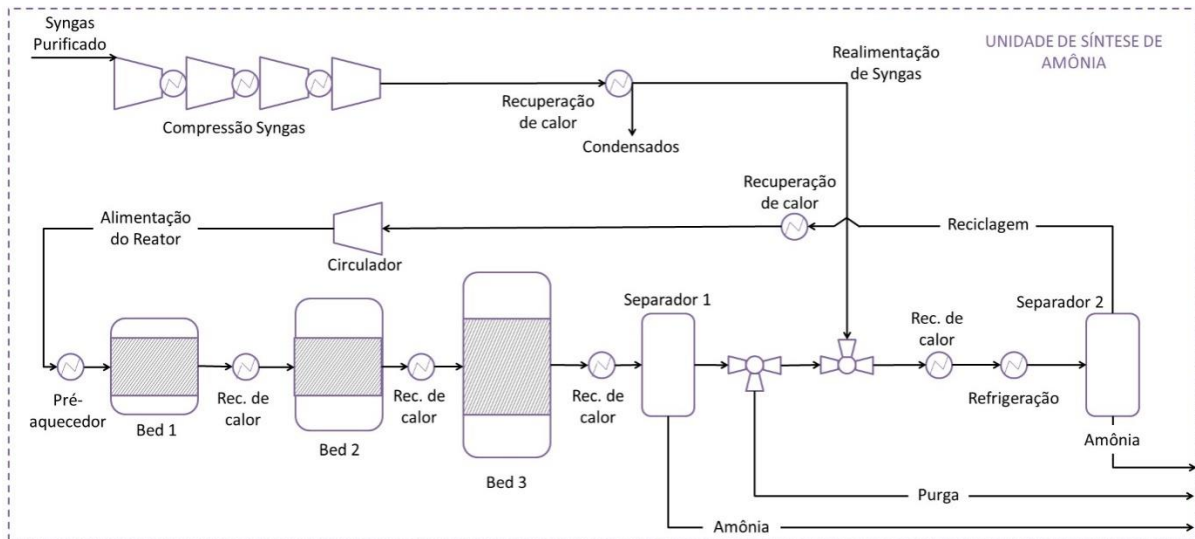 Syngas
Purificado
Compressão Syngas
Recuperação
de calor
Condensados
Realimentação
de Syngas
UNIDADE DE SÍNTESE DE
AMÔNIA
Alimentação
do Reator
Circulador
Recuperação
de calor
Reciclagem
Pré-
aquecedor
Bed 1
Rec. de
calor
Bed 2
Rec. de
calor
Bed 3
Rec. de
calor
Separador 1
Rec. de
calor
Refrigeração
Separador 2
Amônia
Purga
Amônia